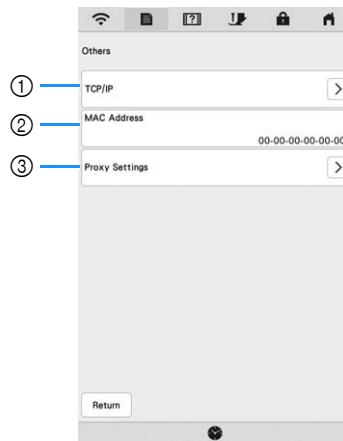 Others
① TCP/IP
② MAC Address
00-00-00-00-00-00
③ Proxy Settings
Return